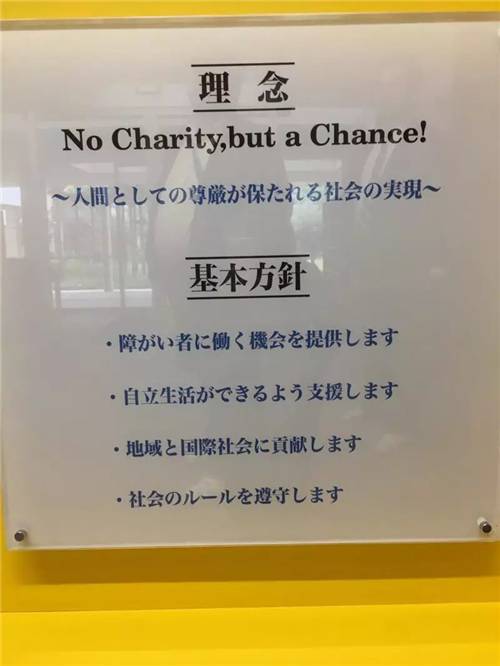 理 念
No Charity,but a Chance!
～人間としての尊厳が保たれる社会の実現～
基本方針
・障がい者に働く機会を提供します
・自立生活ができるよう支援します
・地域と国際社会に貢献します
・社会のルールを遵守します